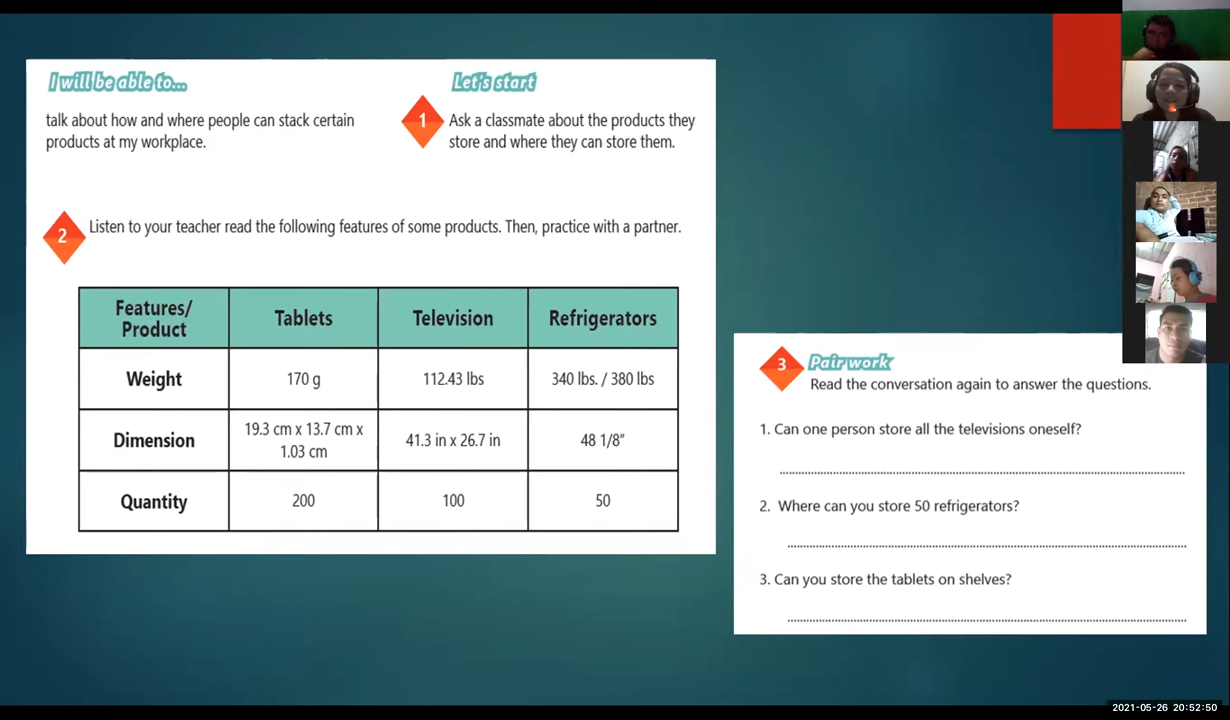 I will be able to...
talk about how and where people can stack certain
products at my workplace.
Let's start
1
Ask a classmate about the products they
store and where they can store them.
2
Listen to your teacher read the following features of some products. Then, practice with a partner.
Features/
Product
Tablets
Television
Refrigerators
Weight
170 g
112.43 lbs
340 lbs. / 380 lbs
Dimension
19.3 cm x 13.7 cm x
1.03 cm
41.3 in x 26.7 in
48 1/8"
Quantity
200
100
50
3
Pair work
Read the conversation again to answer the questions.
1. Can one person store all the televisions oneself?
2. Where can you store 50 refrigerators?
3. Can you store the tablets on shelves?
2021-05-26 20:52:50